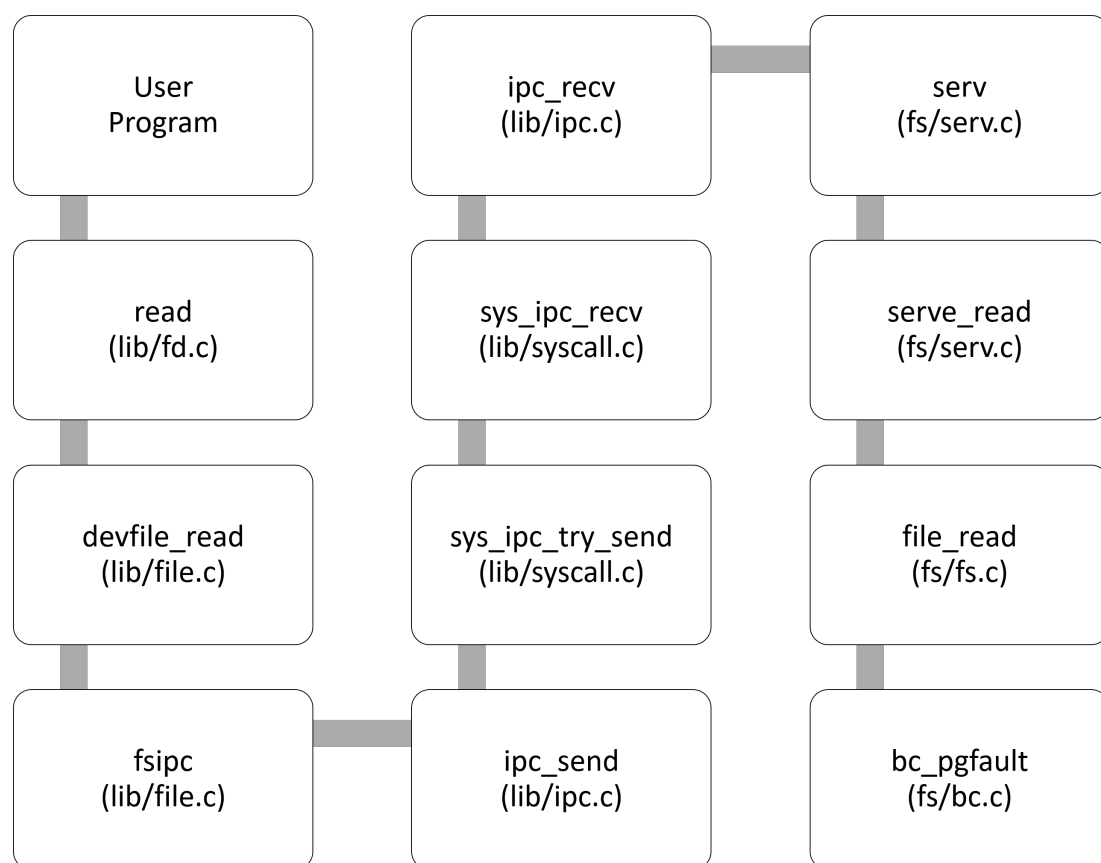 User
Program
read
(lib/fd.c)
devfile_read
(lib/file.c)
fsipc
(lib/file.c)
ipc_send
(lib/ipc.c)
sys_ipc_try_send
(lib/syscall.c)
sys_ipc_recv
(lib/syscall.c)
ipc_recv
(lib/ipc.c)
serv
(fs/serv.c)
serve_read
(fs/serv.c)
file_read
(fs/fs.c)
bc_pgfault
(fs/bc.c)